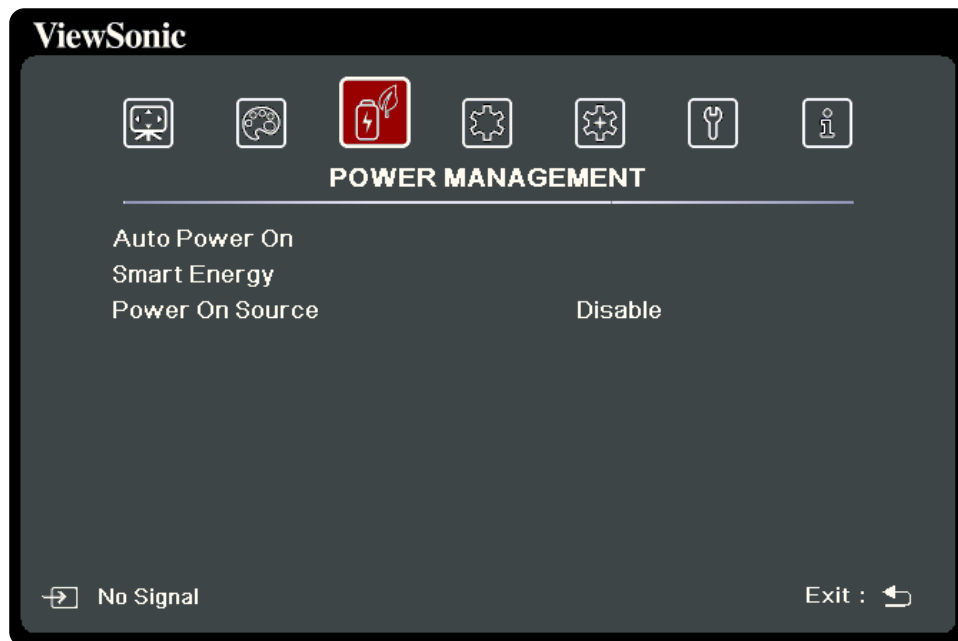 ViewSonic
POWER MANAGEMENT
Auto Power On
Smart Energy
Power On Source Disable
No Signal
Exit :